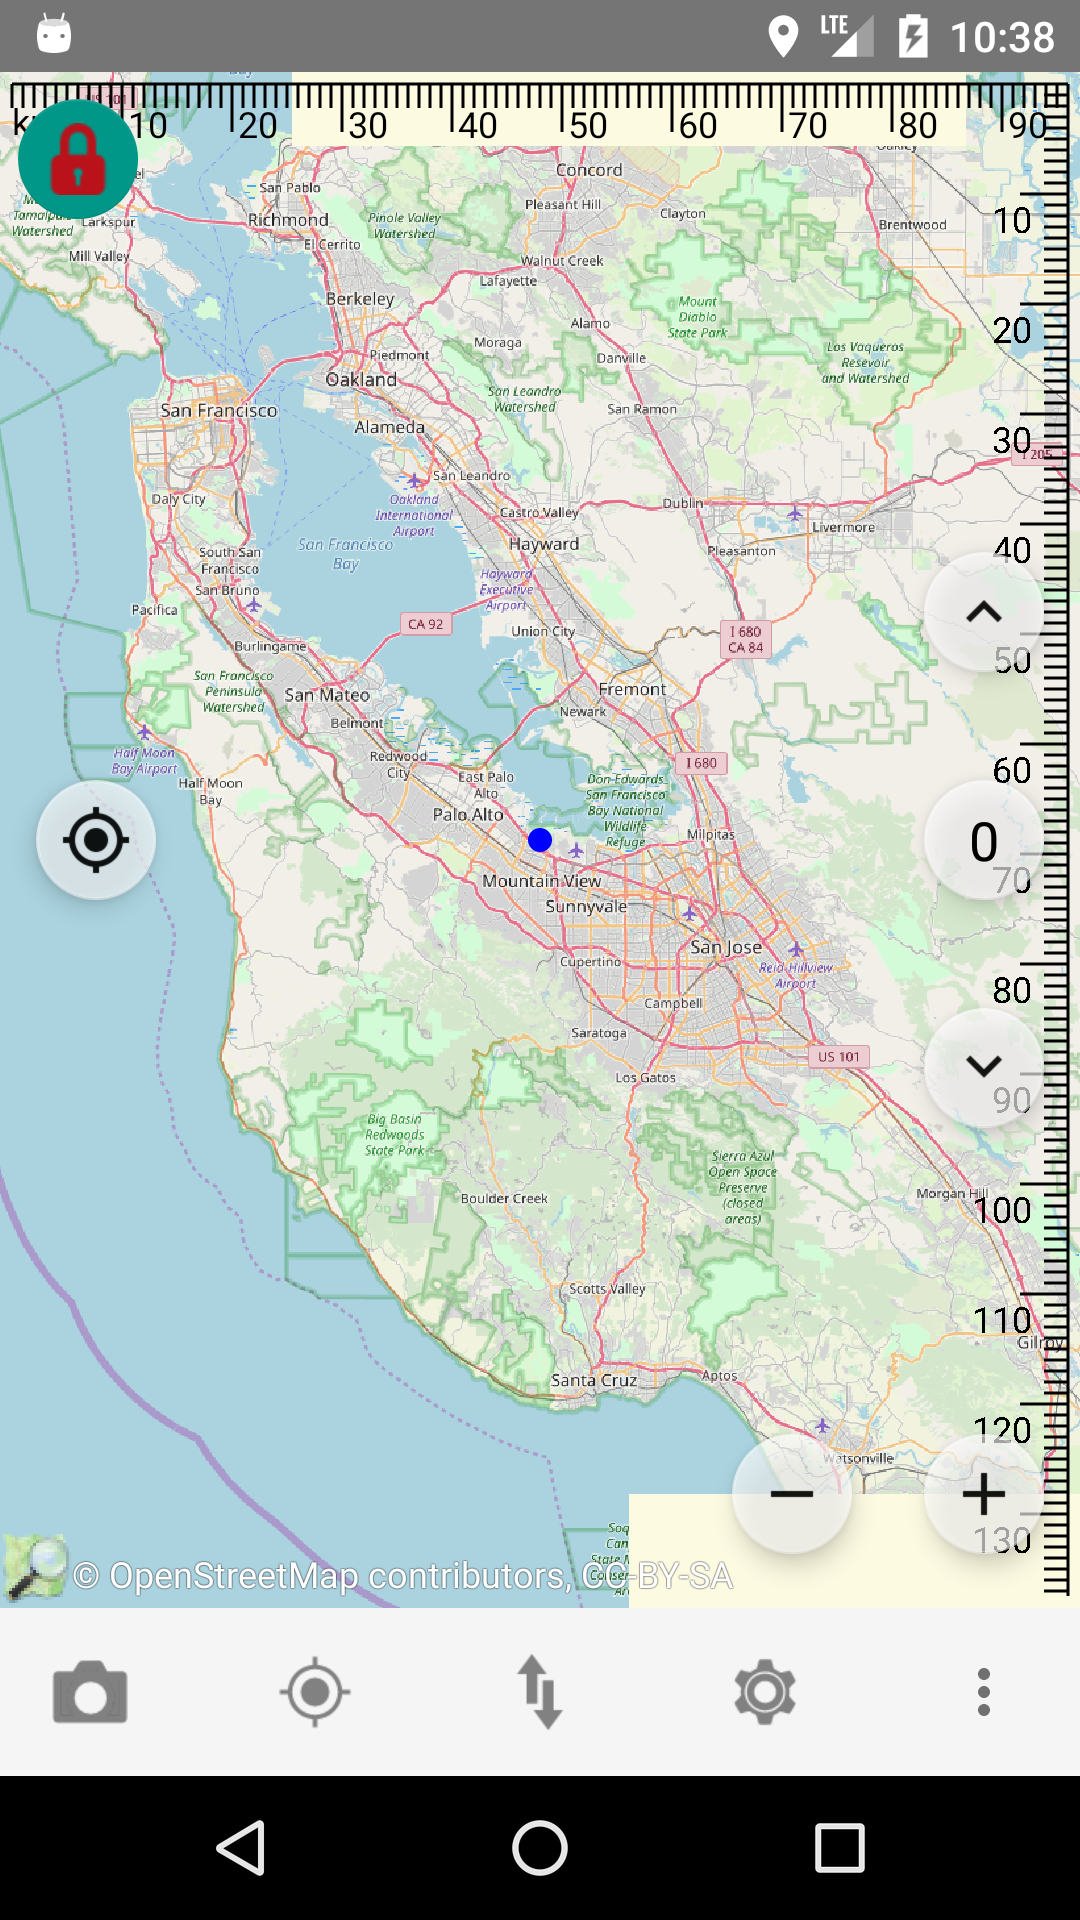 LTE 10:38
US 101
10 20 30 40 50 60 70 80 90
Concord
San Pablo
Pleasant Hill
Clayton
Richmond
Pinole Valley
Watershed
Tamalpais
Watershed
Larkspur
Brentwood
10
El Cerrito
Mill Valley
Walnut Creek
Lafayette
Berkeley
Mount
Diablo
State Park
Alamo
20
Moraga
Piedmont
Danville
Los Vaqueros
Resevoir
and Watershed
Oakland
San Leandro
Watershed
San Francisco
San Ramon
Alameda
30
I 205
San Leandro
Daly City
Oakland
International
Airport
Castro Valley
Dublin
Livermore
San Francisco
Bay
Hayward
Pleasanton
40
South San
Francisco
San Bruno
Hayward
Executive
Airport
Pacifica
CA 92
Union City
I 680
CA 84
Burlingame
50
San Francisco
Peninsula
Watershed
San Mateo
Fremont
Belmont
Newark
Half Moon
Bay Airport
Redwood
City
I 680
60
Half Moon
Bay
East Palo
Alto
Don Edwards
San Francisco
Bay National
Wildlife
Refuge
Palo Alto
Milpitas
0
Mountain View
70
Sunnyvale
San Jose
Cupertino
Reid-Hillview
Airport
80
Campbell
Saratoga
US 101
Los Gatos
90
Big Basin
Redwoods
State Park
Sierra Azul
Open Space
Preserve
(closed
areas)
Boulder Creek
Morgan Hill
100
Scotts Valley
110
Gilroy
Santa Cruz
Aptos
120
Watsonville
130
© OpenStreetMap contributors, CC-BY-SA